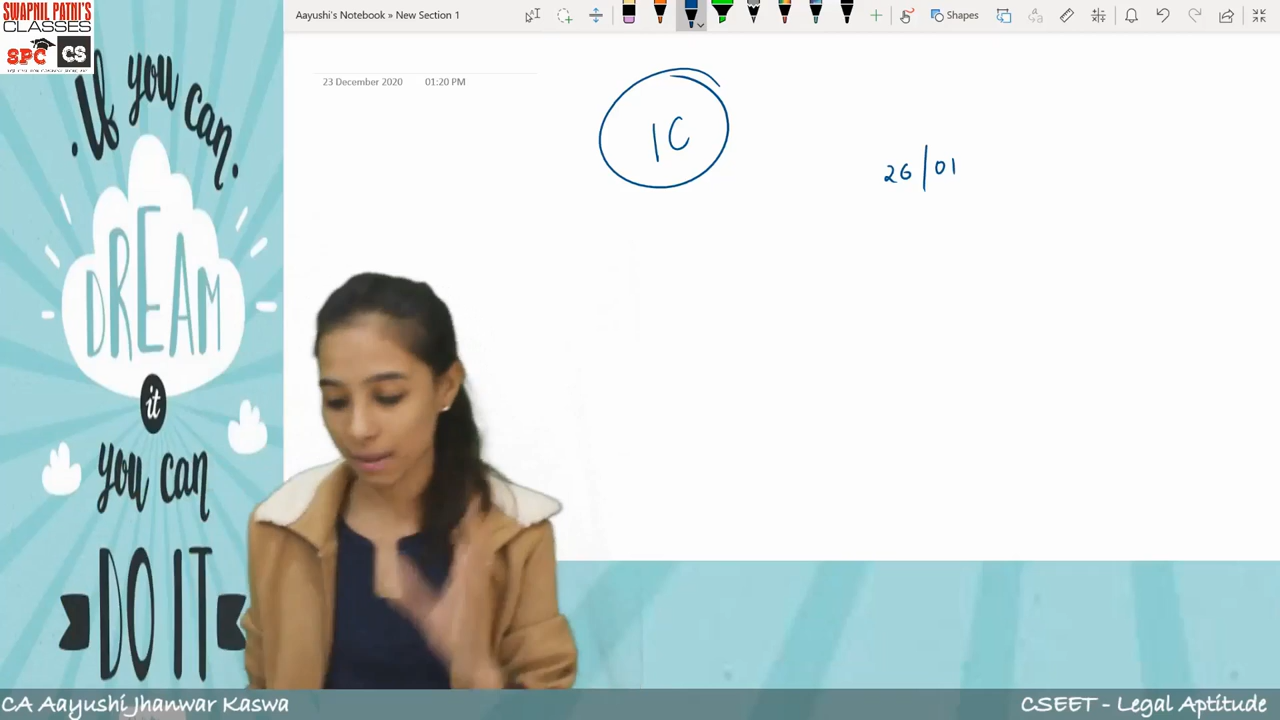 SWAPNIL PATNI'S
CLASSES
SPC CS
Aayushi's Notebook » New Section 1
Shapes
23 December 2020 01:20 PM
IC
26/01
If you can
DREAM
it
you can
DO IT
CA Aayushi Jhanwar Kaswa
CSEET - Legal Aptitude